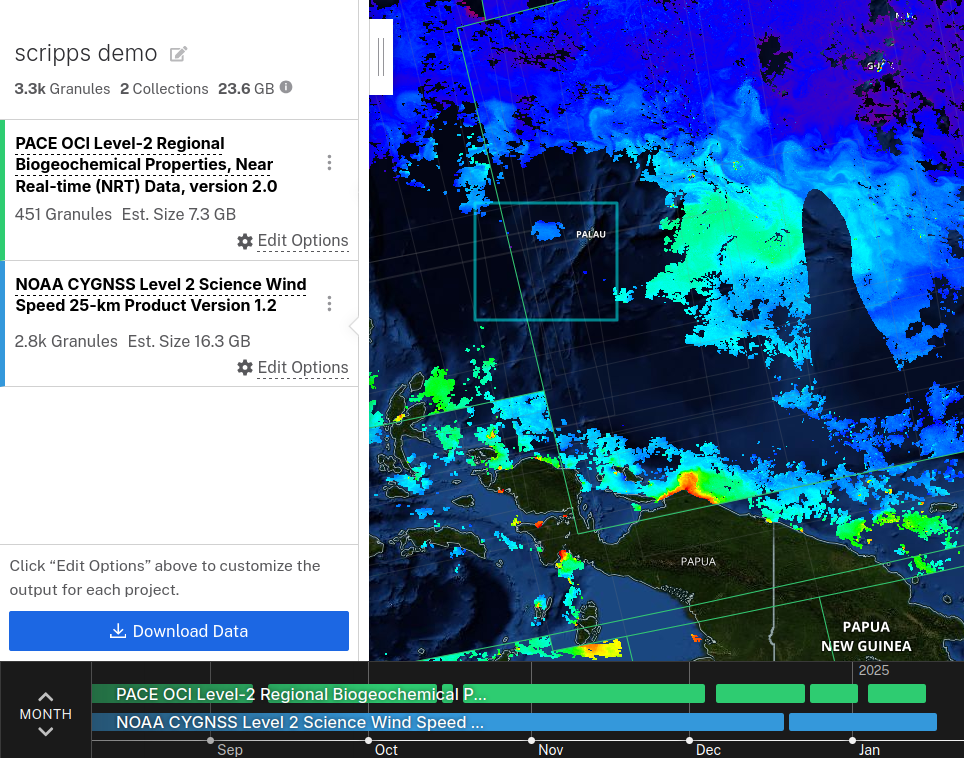 scripps demo
3.3k Granules 2 Collections 23.6 GB
PACE OCI Level-2 Regional
Biogeochemical Properties, Near
Real-time (NRT) Data, version 2.0
451 Granules Est. Size 7.3 GB
Edit Options
NOAA CYGNSS Level 2 Science Wind
Speed 25-km Product Version 1.2
2.8k Granules Est. Size 16.3 GB
Edit Options
Click “Edit Options” above to customize the
output for each project.
Download Data
PALAU
PAPUA
PAPUA
NEW GUINEA
2025
MONTH
PACE OCI Level-2 Regional Biogeochemical P...
NOAA CYGNSS Level 2 Science Wind Speed ...
Sep
Oct
Nov
Dec
Jan